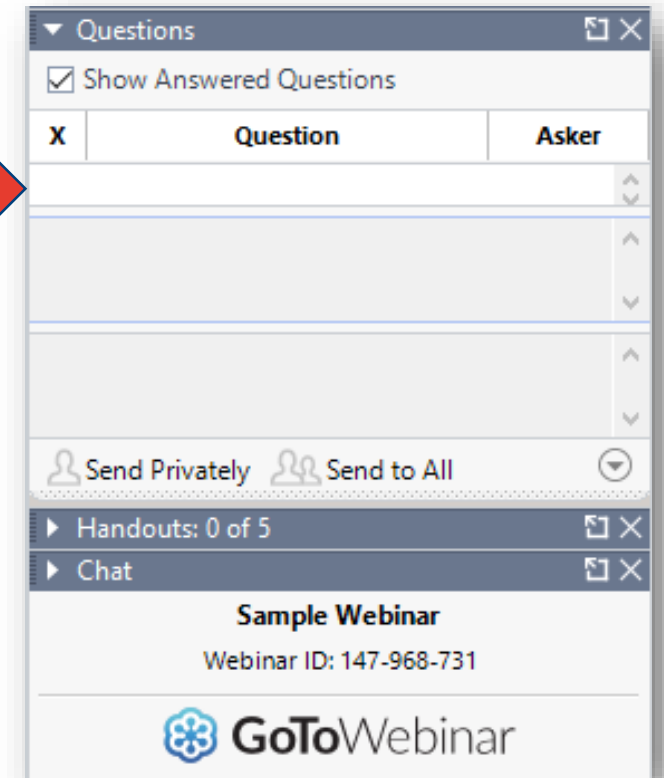 Questions
Show Answered Questions
X Question Asker
Send Privately Send to All
Handouts: 0 of 5
Chat
Sample Webinar
Webinar ID: 147-968-731
GoToWebinar